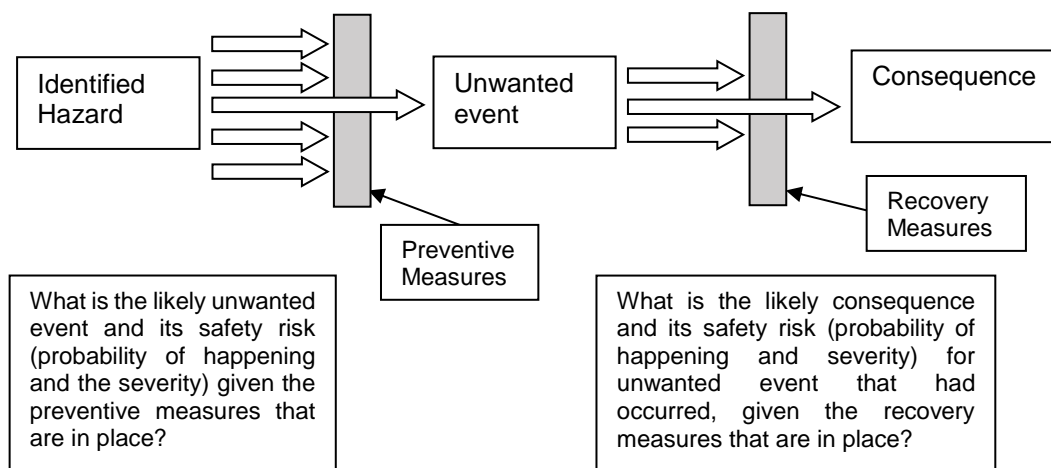 Identified
Hazard
Unwanted
event
Consequence
Preventive
Measures
Recovery
Measures
What is the likely unwanted
event and its safety risk
(probability of happening
and the severity) given the
preventive measures that
are in place?
What is the likely consequence
and its safety risk (probability of
happening and severity) for
unwanted event that had
occurred, given the recovery
measures that are in place?